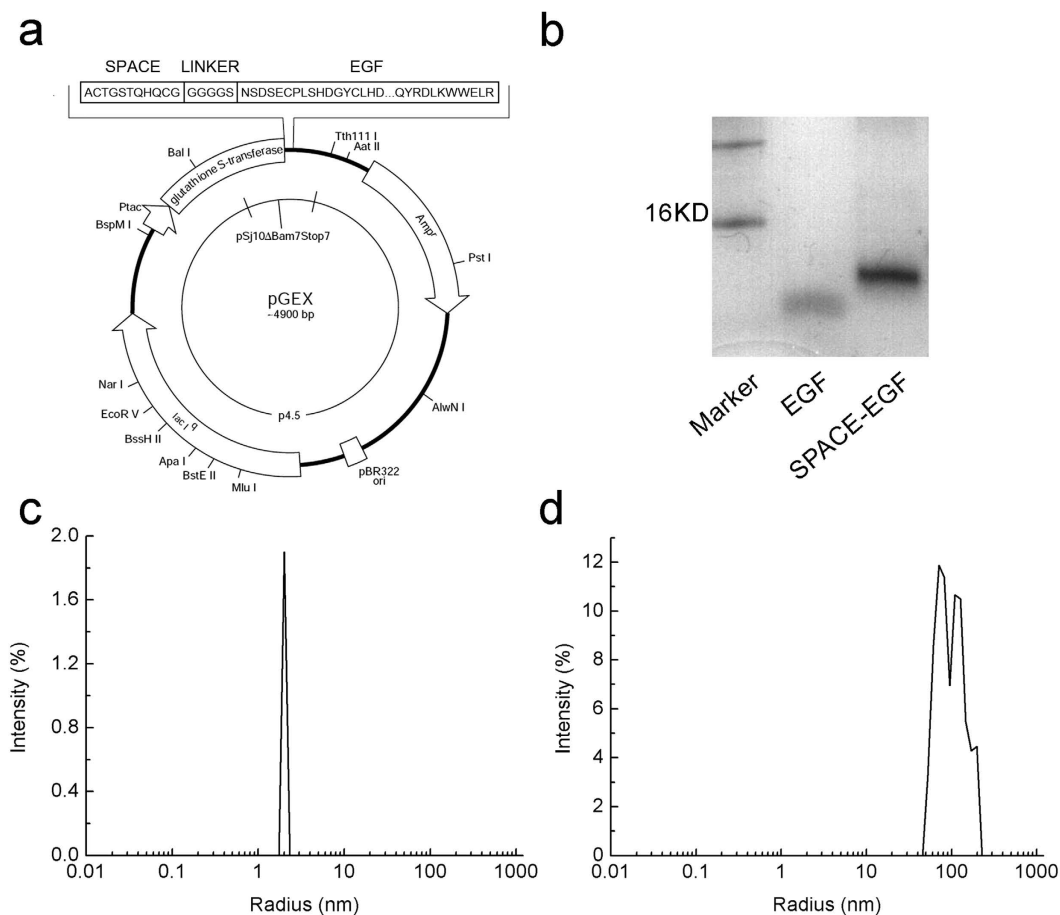 a
SPACE LINKER EGF
ACTGSTQHQCG GGGGS NSDSECPLSHDGYCLHD...QYRDLKWWELR
Tth111 I
Aat II
Bal I
glutathione S-transferase
Ptac
BspM I
Ampr
pSj10ΔBam7Stop7
Pst I
pGEX
~4900 bp
Nar I
EcoR V
BssH II
Apa I
BstE II
Mlu I
lac Iq
p4.5
AlwN I
pBR322
ori
b
16KD
Marker
EGF
SPACE-EGF
c
Intensity (%)
2.0
1.6
1.2
0.8
0.4
0.0
0.01 0.1 1 10 100 1000
Radius (nm)
d
Intensity (%)
12
10
8
6
4
2
0
0.01 0.1 1 10 100 1000
Radius (nm)